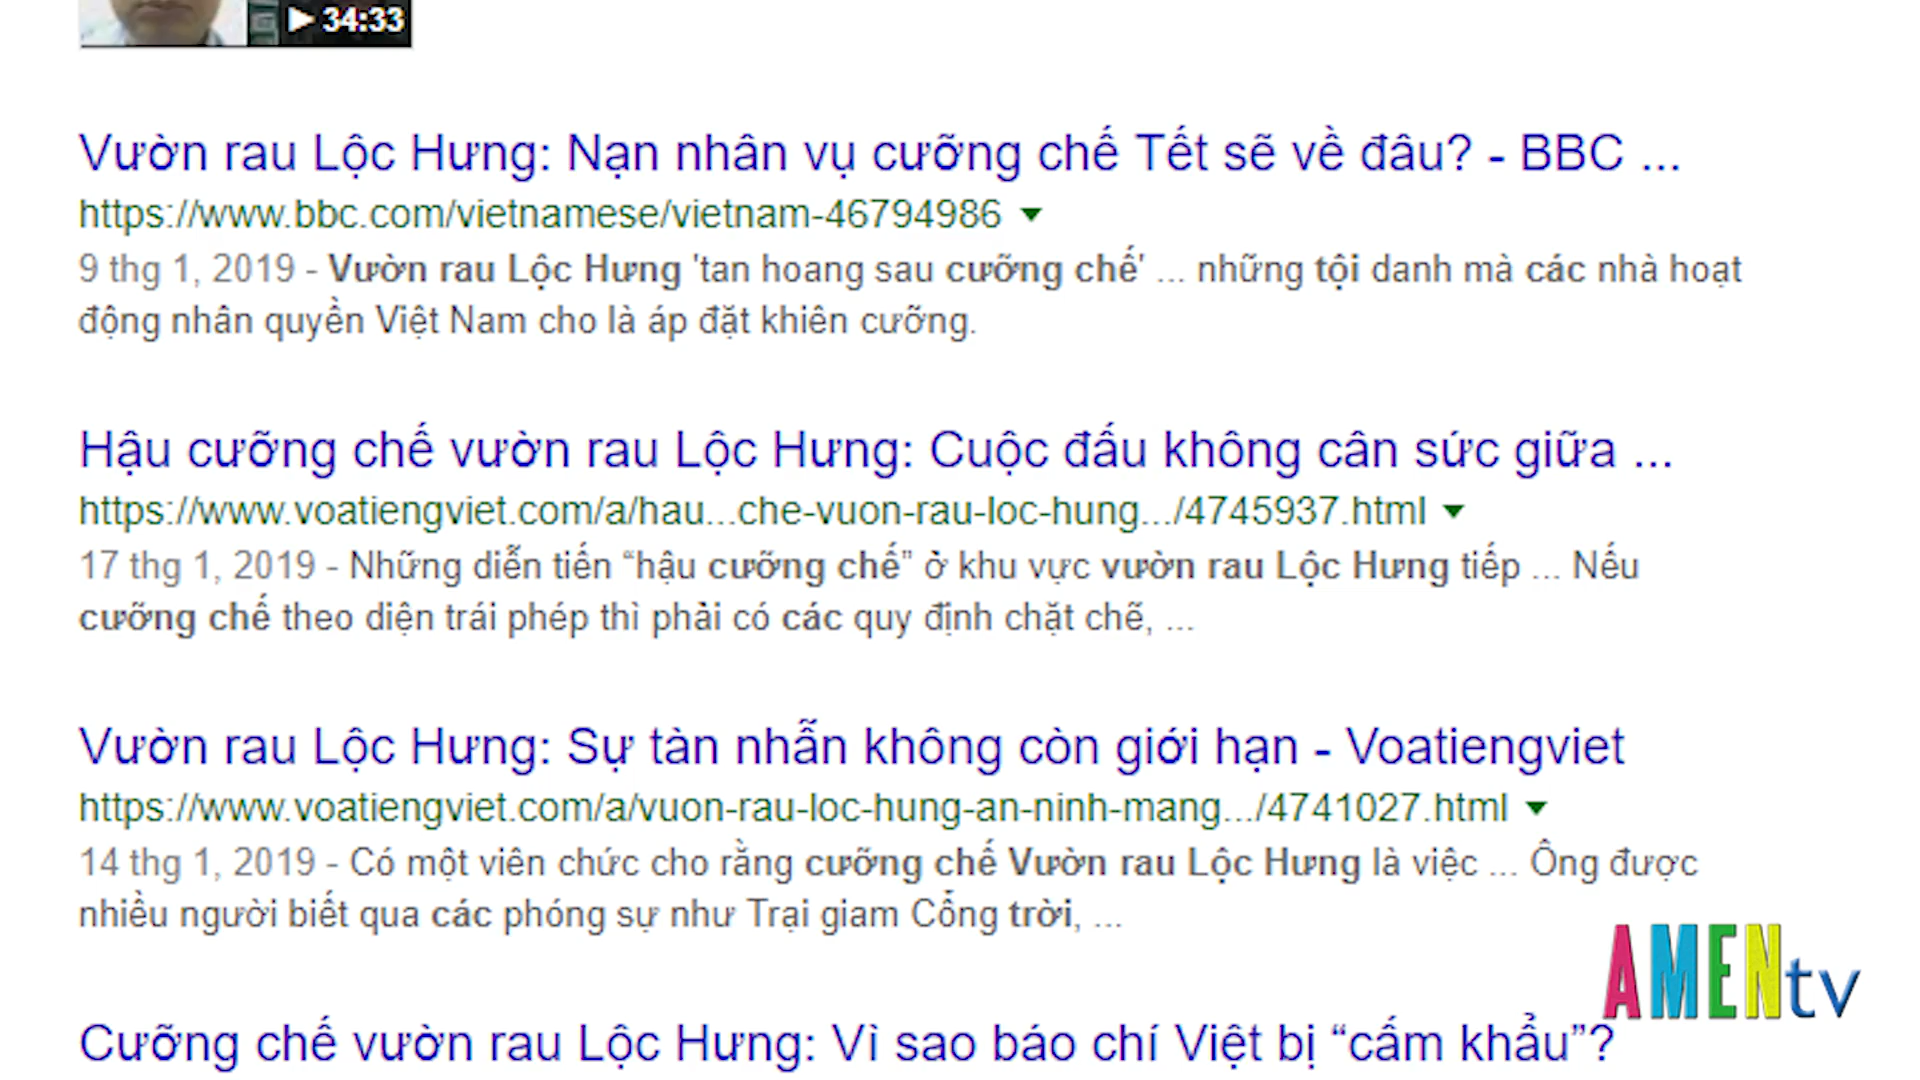 34:33
Vườn rau Lộc Hưng: Nạn nhân vụ cưỡng chế Tết sẽ về đâu? - BBC ...
https://www.bbc.com/vietnamese/vietnam-46794986
9 thg 1, 2019 - Vườn rau Lộc Hưng 'tan hoang sau cưỡng chế' ... những tội danh mà các nhà hoạt
động nhân quyền Việt Nam cho là áp đặt khiên cưỡng.
Hậu cưỡng chế vườn rau Lộc Hưng: Cuộc đấu không cân sức giữa ...
https://www.voatiengviet.com/a/hau...che-vuon-rau-loc-hung.../4745937.html
17 thg 1, 2019 - Những diễn tiến “hậu cưỡng chế” ở khu vực vườn rau Lộc Hưng tiếp ... Nếu
cưỡng chế theo diện trái phép thì phải có các quy định chặt chẽ, ...
Vườn rau Lộc Hưng: Sự tàn nhẫn không còn giới hạn - Voatiengviet
https://www.voatiengviet.com/a/vuon-rau-loc-hung-an-ninh-mang.../4741027.html
14 thg 1, 2019 - Có một viên chức cho rằng cưỡng chế Vườn rau Lộc Hưng là việc ... Ông được
nhiều người biết qua các phóng sự như Trại giam Cổng trời, ...
AMENtv
Cưỡng chế vườn rau Lộc Hưng: Vì sao báo chí Việt bị “cấm khẩu”?